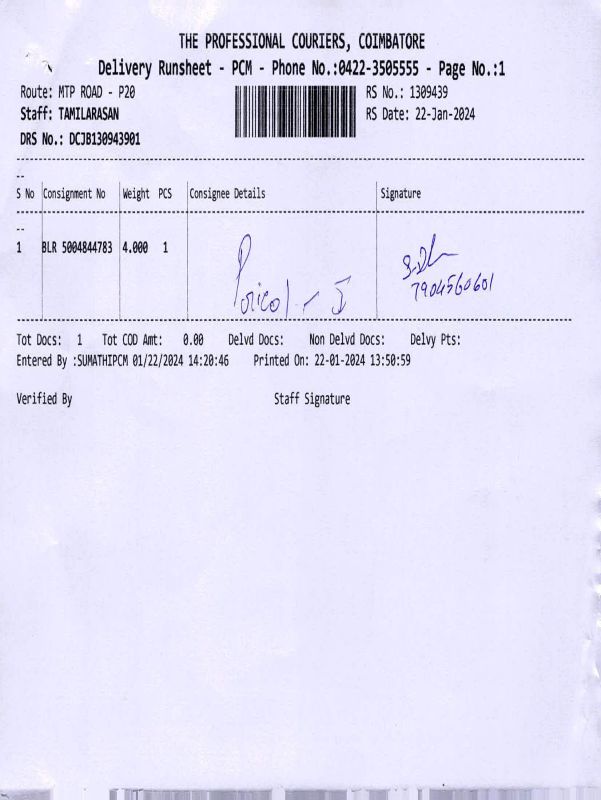 THE PROFESSIONAL COURIERS, COIMBATORE
Delivery Runsheet - PCM - Phone No.:0422-3505555 - Page No.:1
Route: MTP ROAD - P20 RS No.: 1309439
Staff: TAMILARASAN RS Date: 22-Jan-2024
DRS No.: DCJB130943901
--
S No Consignment No Weight PCS Consignee Details Signature
--
1 BLR 5004844783 4.000 1 Pricol - 5
7904560601
Tot Docs: 1 Tot COD Amt: 0.00 Delvd Docs: Non Delvd Docs: Delvy Pts:
Entered By :SUMATHIPCM 01/22/2024 14:20:46 Printed On: 22-01-2024 13:50:59
Verified By Staff Signature